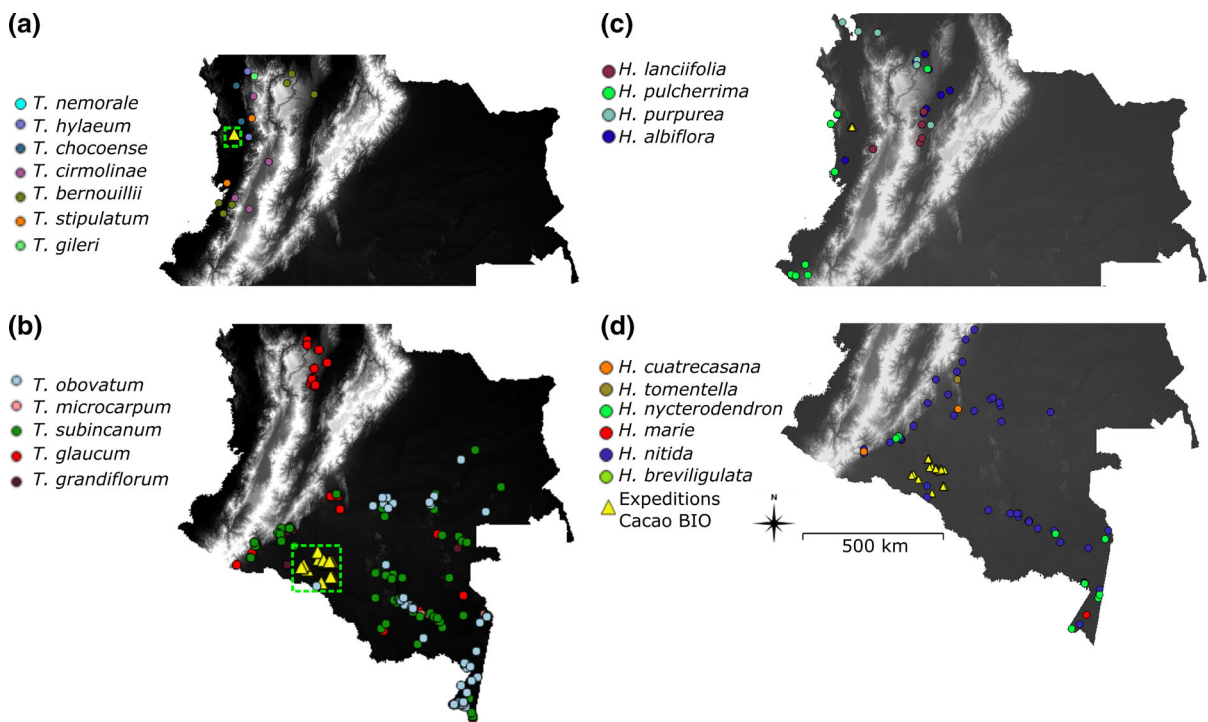 (a)
T. nemorale
T. hylaeum
T. chocoense
T. cirmolinae
T. bernouillii
T. stipulatum
T. gileri
(b)
T. obovatum
T. microcarpum
T. subincanum
T. glaucum
T. grandiflorum
(c)
H. lanciifolia
H. pulcherrima
H. purpurea
H. albiflora
(d)
H. cuatrecasana
H. tomentella
H. nycterodendron
H. marie
H. nitida
H. breviligulata
Expeditions
Cacao BIO
N
500 km